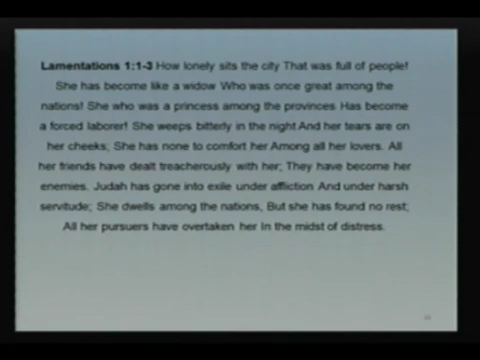 Lamentations 1:1-3 How lonely sits the city That was full of people!
She has become like a widow Who was once great among the
nations! She who was a princess among the provinces Has become
a forced laborer! She weeps bitterly in the night And her tears are on
her cheeks; She has none to comfort her Among all her lovers. All
her friends have dealt treacherously with her; They have become her
enemies. Judah has gone into exile under affliction And under harsh
servitude; She dwells among the nations, But she has found no rest;
All her pursuers have overtaken her In the midst of distress.